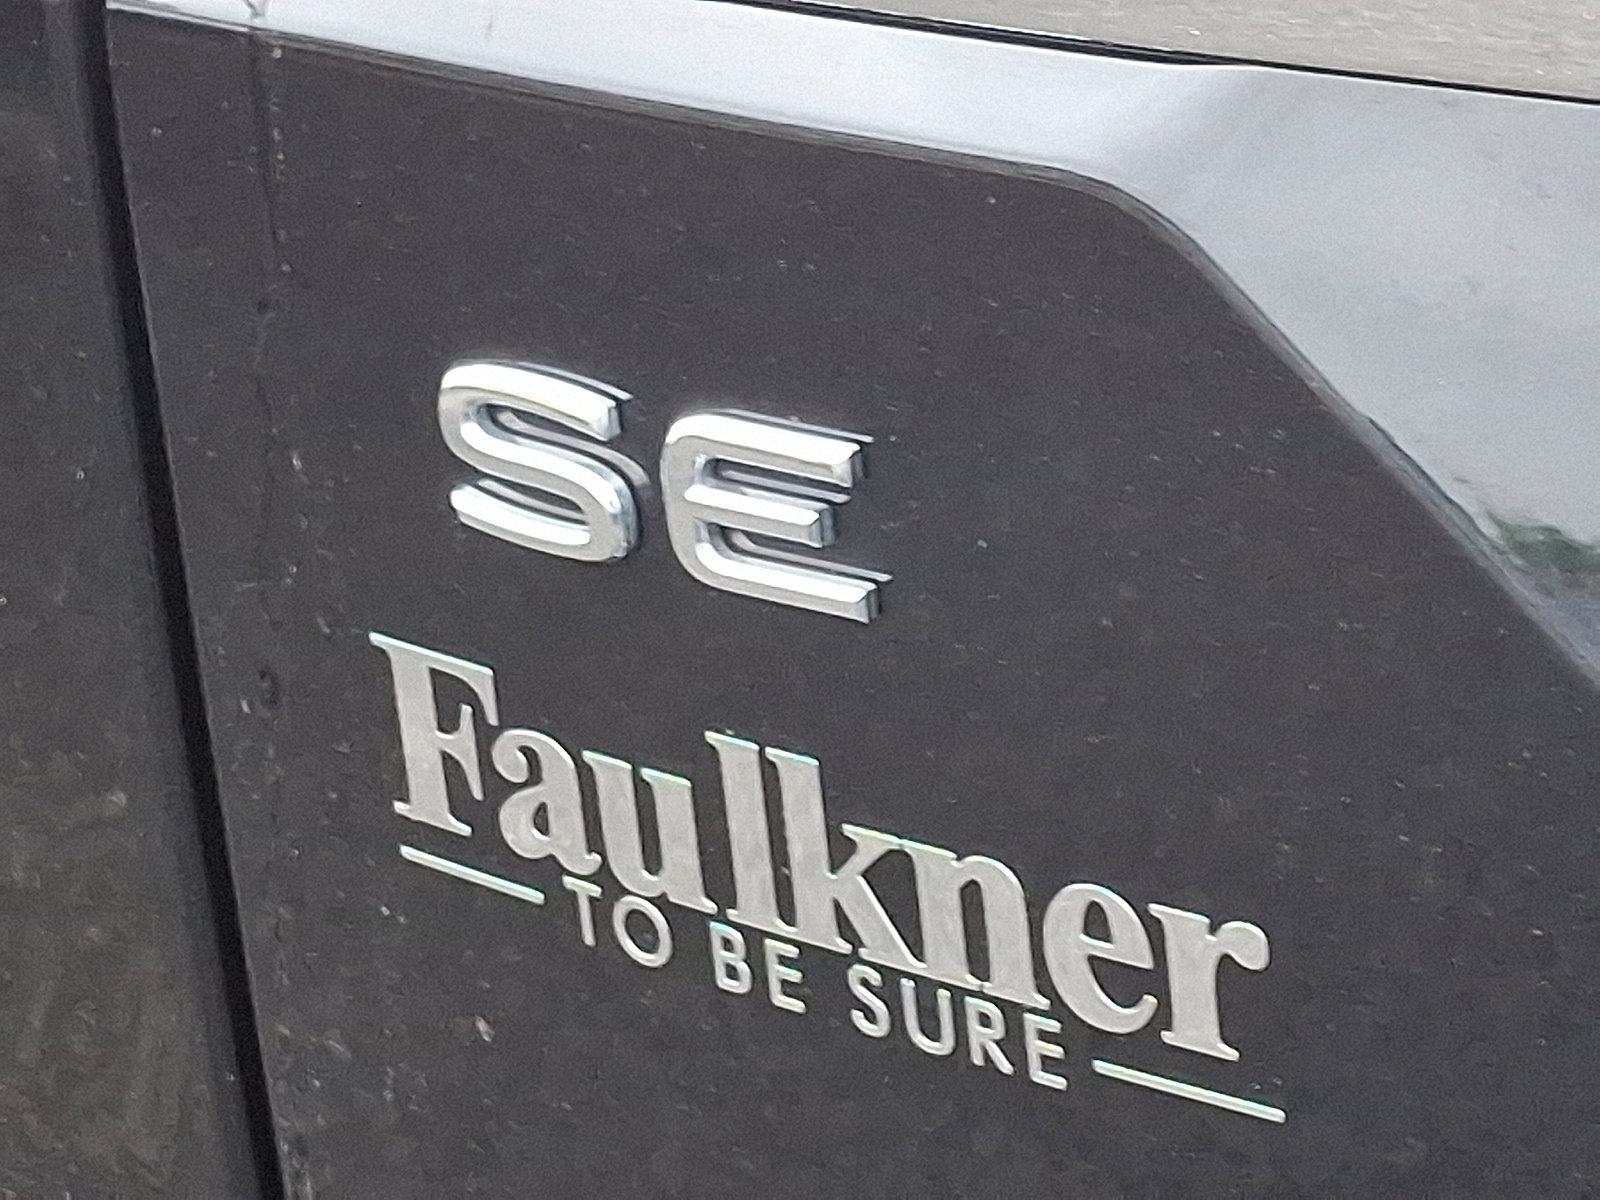 SE
Faulkner
TO BE SURE